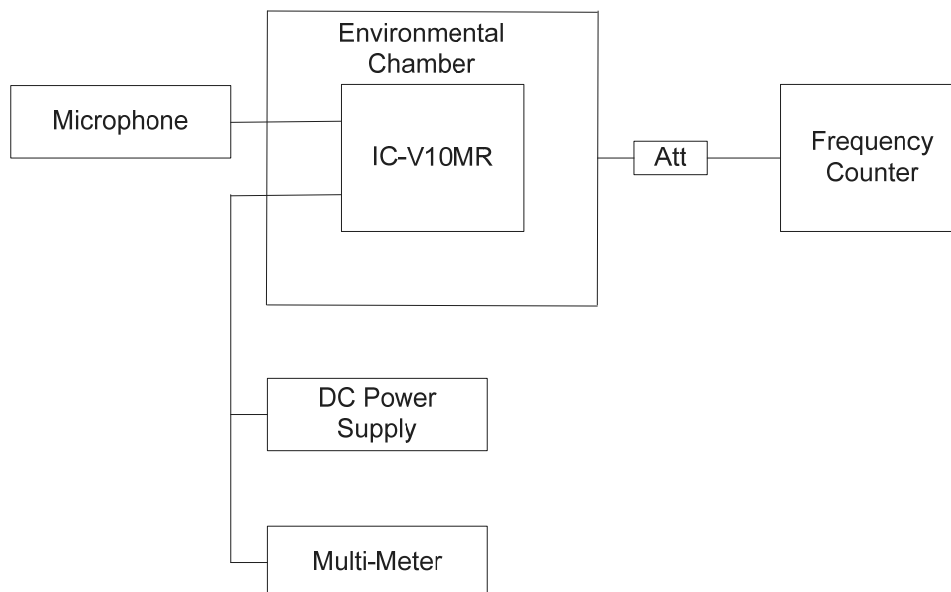 Environmental
Chamber
Microphone
IC-V10MR
Att
Frequency
Counter
DC Power
Supply
Multi-Meter